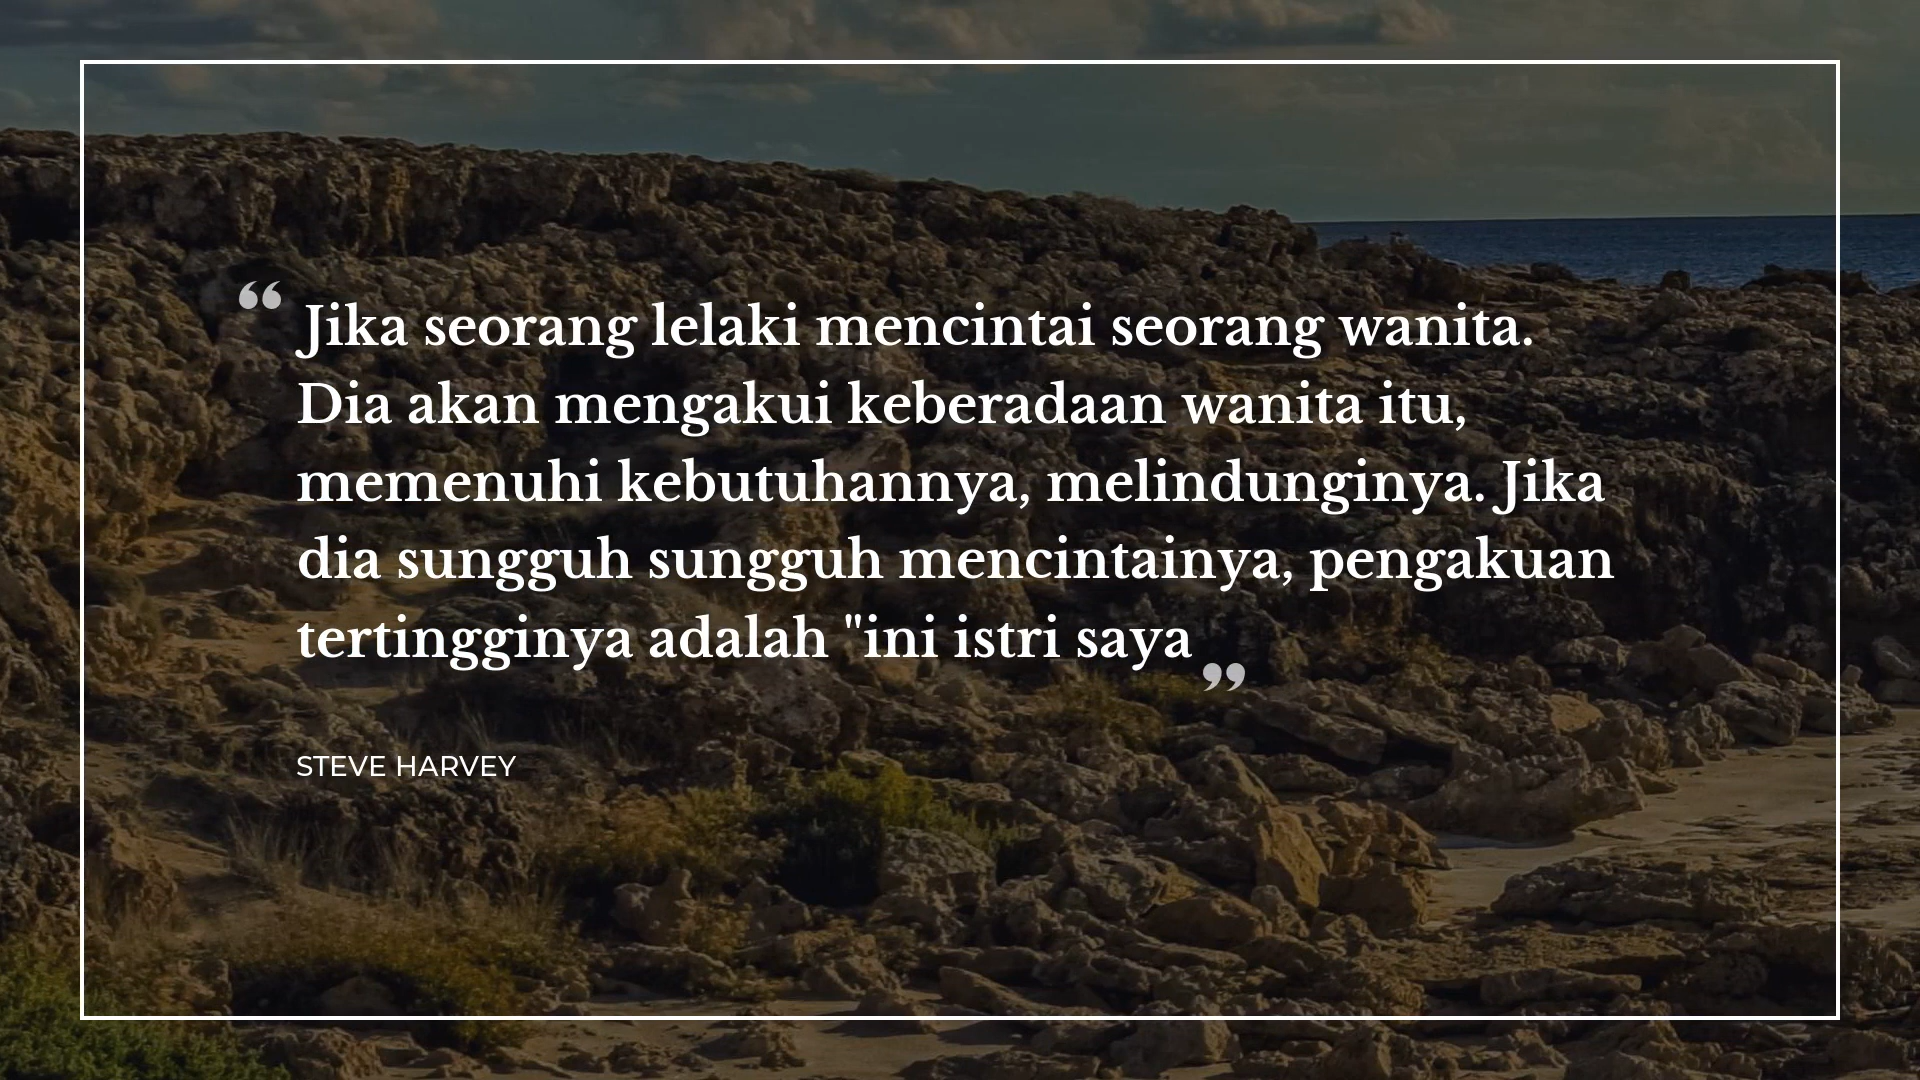 “ Jika seorang lelaki mencintai seorang wanita.
Dia akan mengakui keberadaan wanita itu,
memenuhi kebutuhannya, melindunginya. Jika
dia sungguh sungguh mencintainya, pengakuan
tertingginya adalah "ini istri saya ”
STEVE HARVEY